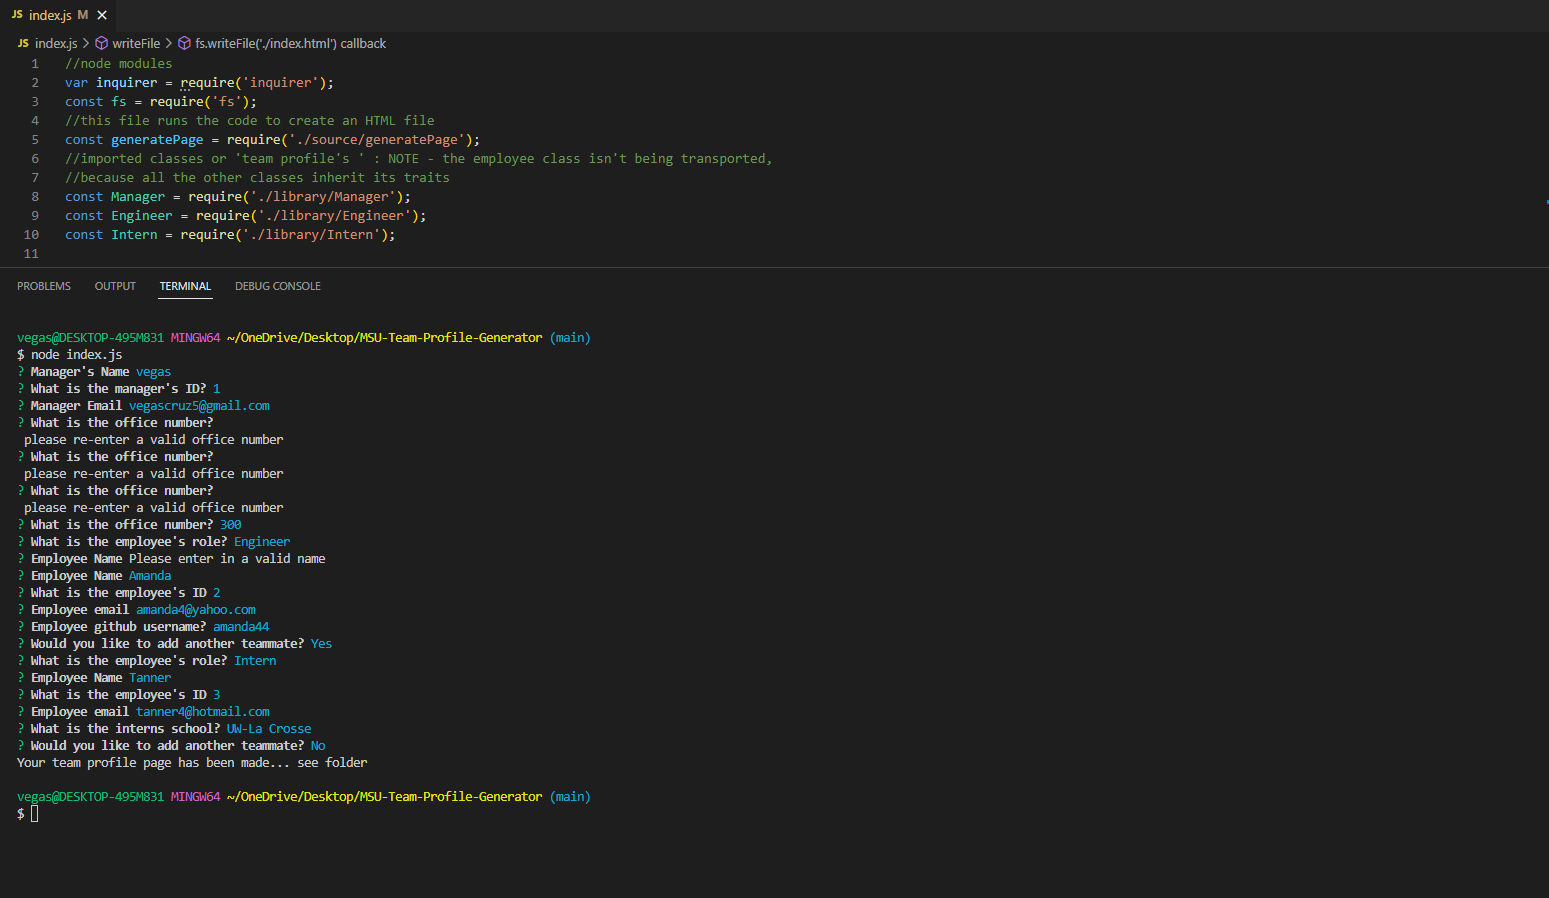 JS index.js M ×
JS index.js > writeFile > fs.writeFile('./index.html') callback
1 //node modules
2 var inquirer = require('inquirer');
3 const fs = require('fs');
4 //this file runs the code to create an HTML file
5 const generatePage = require('./source/generatePage');
6 //imported classes or 'team profile's ' : NOTE - the employee class isn't being transported,
7 //because all the other classes inherit its traits
8 const Manager = require('./library/Manager');
9 const Engineer = require('./library/Engineer');
10 const Intern = require('./library/Intern');
11
PROBLEMS OUTPUT TERMINAL DEBUG CONSOLE
vegas@DESKTOP-495M831 MINGW64 ~/OneDrive/Desktop/MSU-Team-Profile-Generator (main)
$ node index.js
? Manager's Name vegas
? What is the manager's ID? 1
? Manager Email vegascruz5@gmail.com
? What is the office number?
please re-enter a valid office number
? What is the office number?
please re-enter a valid office number
? What is the office number?
please re-enter a valid office number
? What is the office number? 300
? What is the employee's role? Engineer
? Employee Name Please enter in a valid name
? Employee Name Amanda
? What is the employee's ID 2
? Employee email amanda4@yahoo.com
? Employee github username? amanda44
? Would you like to add another teammate? Yes
? What is the employee's role? Intern
? Employee Name Tanner
? What is the employee's ID 3
? Employee email tanner4@hotmail.com
? What is the interns school? UW-La Crosse
? Would you like to add another teammate? No
Your team profile page has been made... see folder
vegas@DESKTOP-495M831 MINGW64 ~/OneDrive/Desktop/MSU-Team-Profile-Generator (main)
$